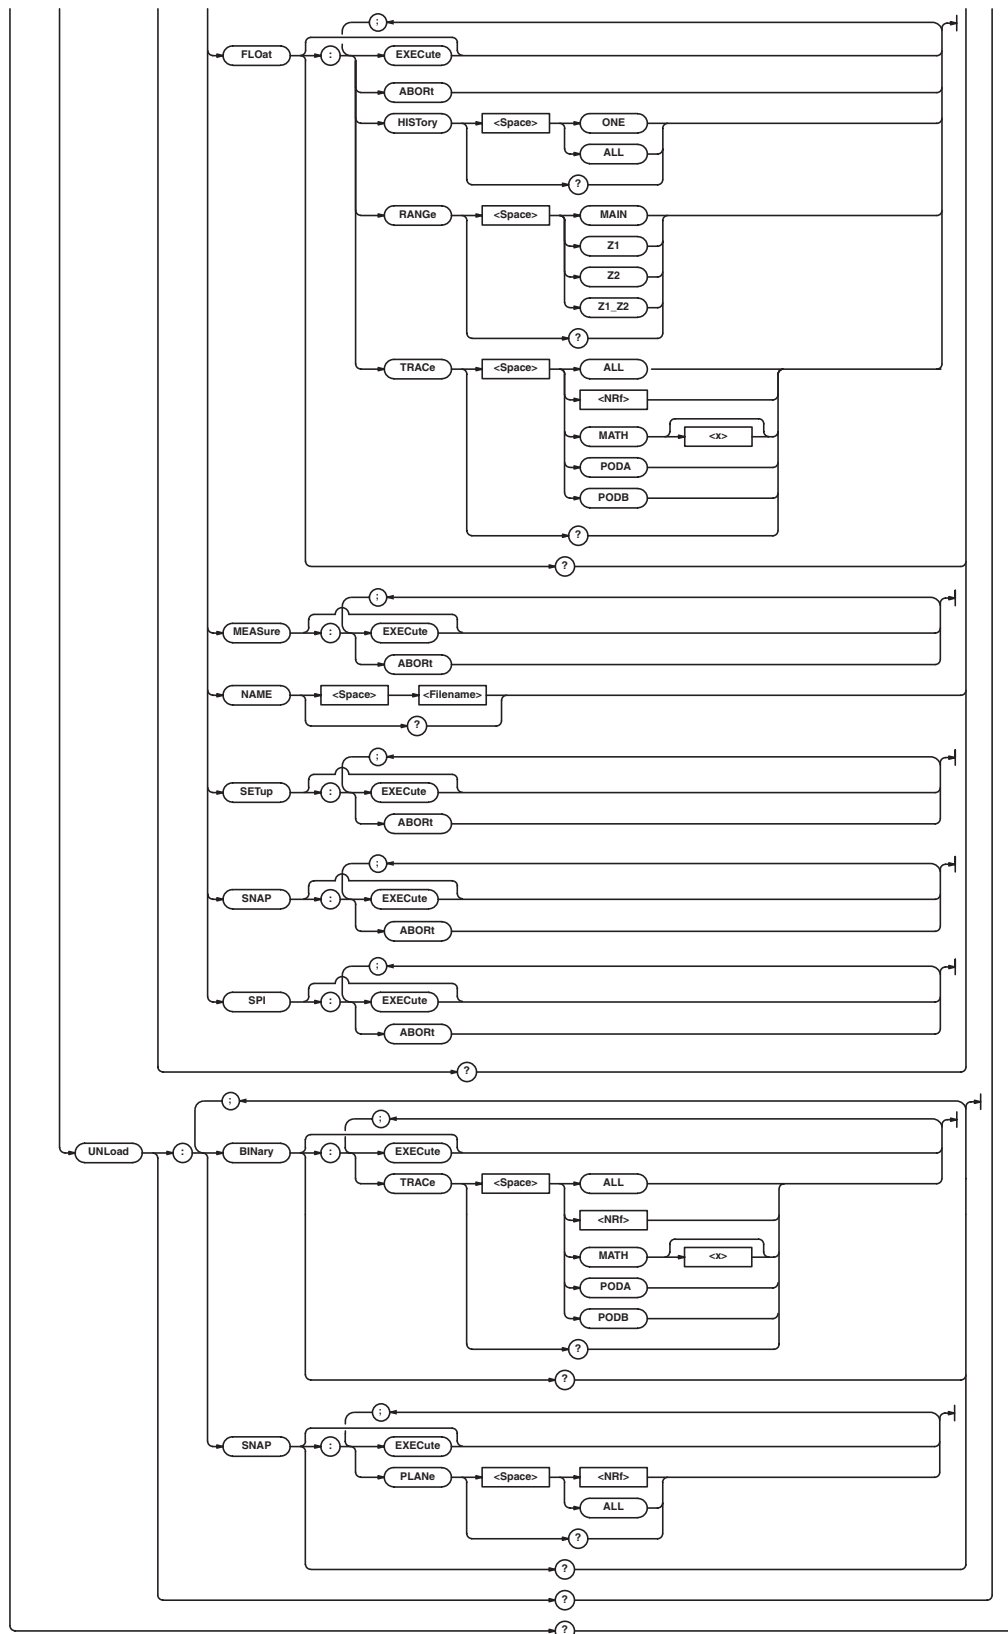 ;
FLOat : EXECute
ABORt
HISTory <Space> ONE
ALL
?
RANGe <Space> MAIN
Z1
Z2
Z1_Z2
?
TRACe <Space> ALL
<NRf>
MATH <x>
PODA
PODB
?
?
;
MEASure : EXECute
ABORt
NAME <Space> <Filename>
?
;
SETup : EXECute
ABORt
;
SNAP : EXECute
ABORt
;
SPI : EXECute
ABORt
?
;
;
UNLoad : BINary : EXECute
TRACe <Space> ALL
<NRf>
MATH <x>
PODA
PODB
?
?
;
SNAP : EXECute
PLANe <Space> <NRf>
ALL
?
?
?
?